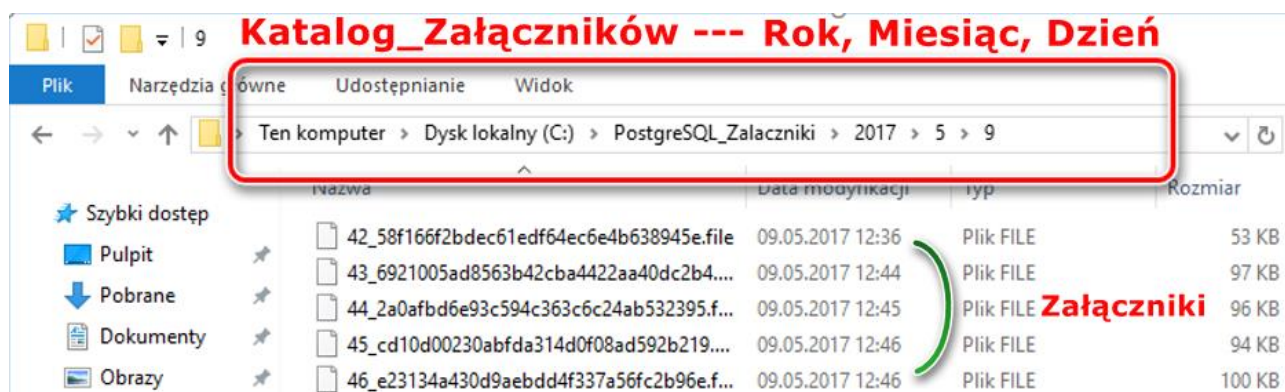 9 Katalog_Załączników --- Rok, Miesiąc, Dzień
Plik Narzędzia główne Udostępnianie Widok
Ten komputer > Dysk lokalny (C:) > PostgreSQL_Zalaczniki > 2017 > 5 > 9
Nazwa Data modyfikacji Typ Rozmiar
Szybki dostęp
42_58f166f2bdec61edf64ec6e4b638945e.file 09.05.2017 12:36 Plik FILE 53 KB
Pulpit
43_6921005ad8563b42cba4422aa40dc2b4.... 09.05.2017 12:44 Plik FILE 97 KB
Pobrane
44_2a0afbd6e93c594c363c6c24ab532395.f... 09.05.2017 12:45 Plik FILE Załączniki 96 KB
Dokumenty
45_cd10d00230abfda314d0f08ad592b219.... 09.05.2017 12:46 Plik FILE 94 KB
Obrazy
46_e23134a430d9aebdd4f337a56fc2b96e.f... 09.05.2017 12:46 Plik FILE 100 KB